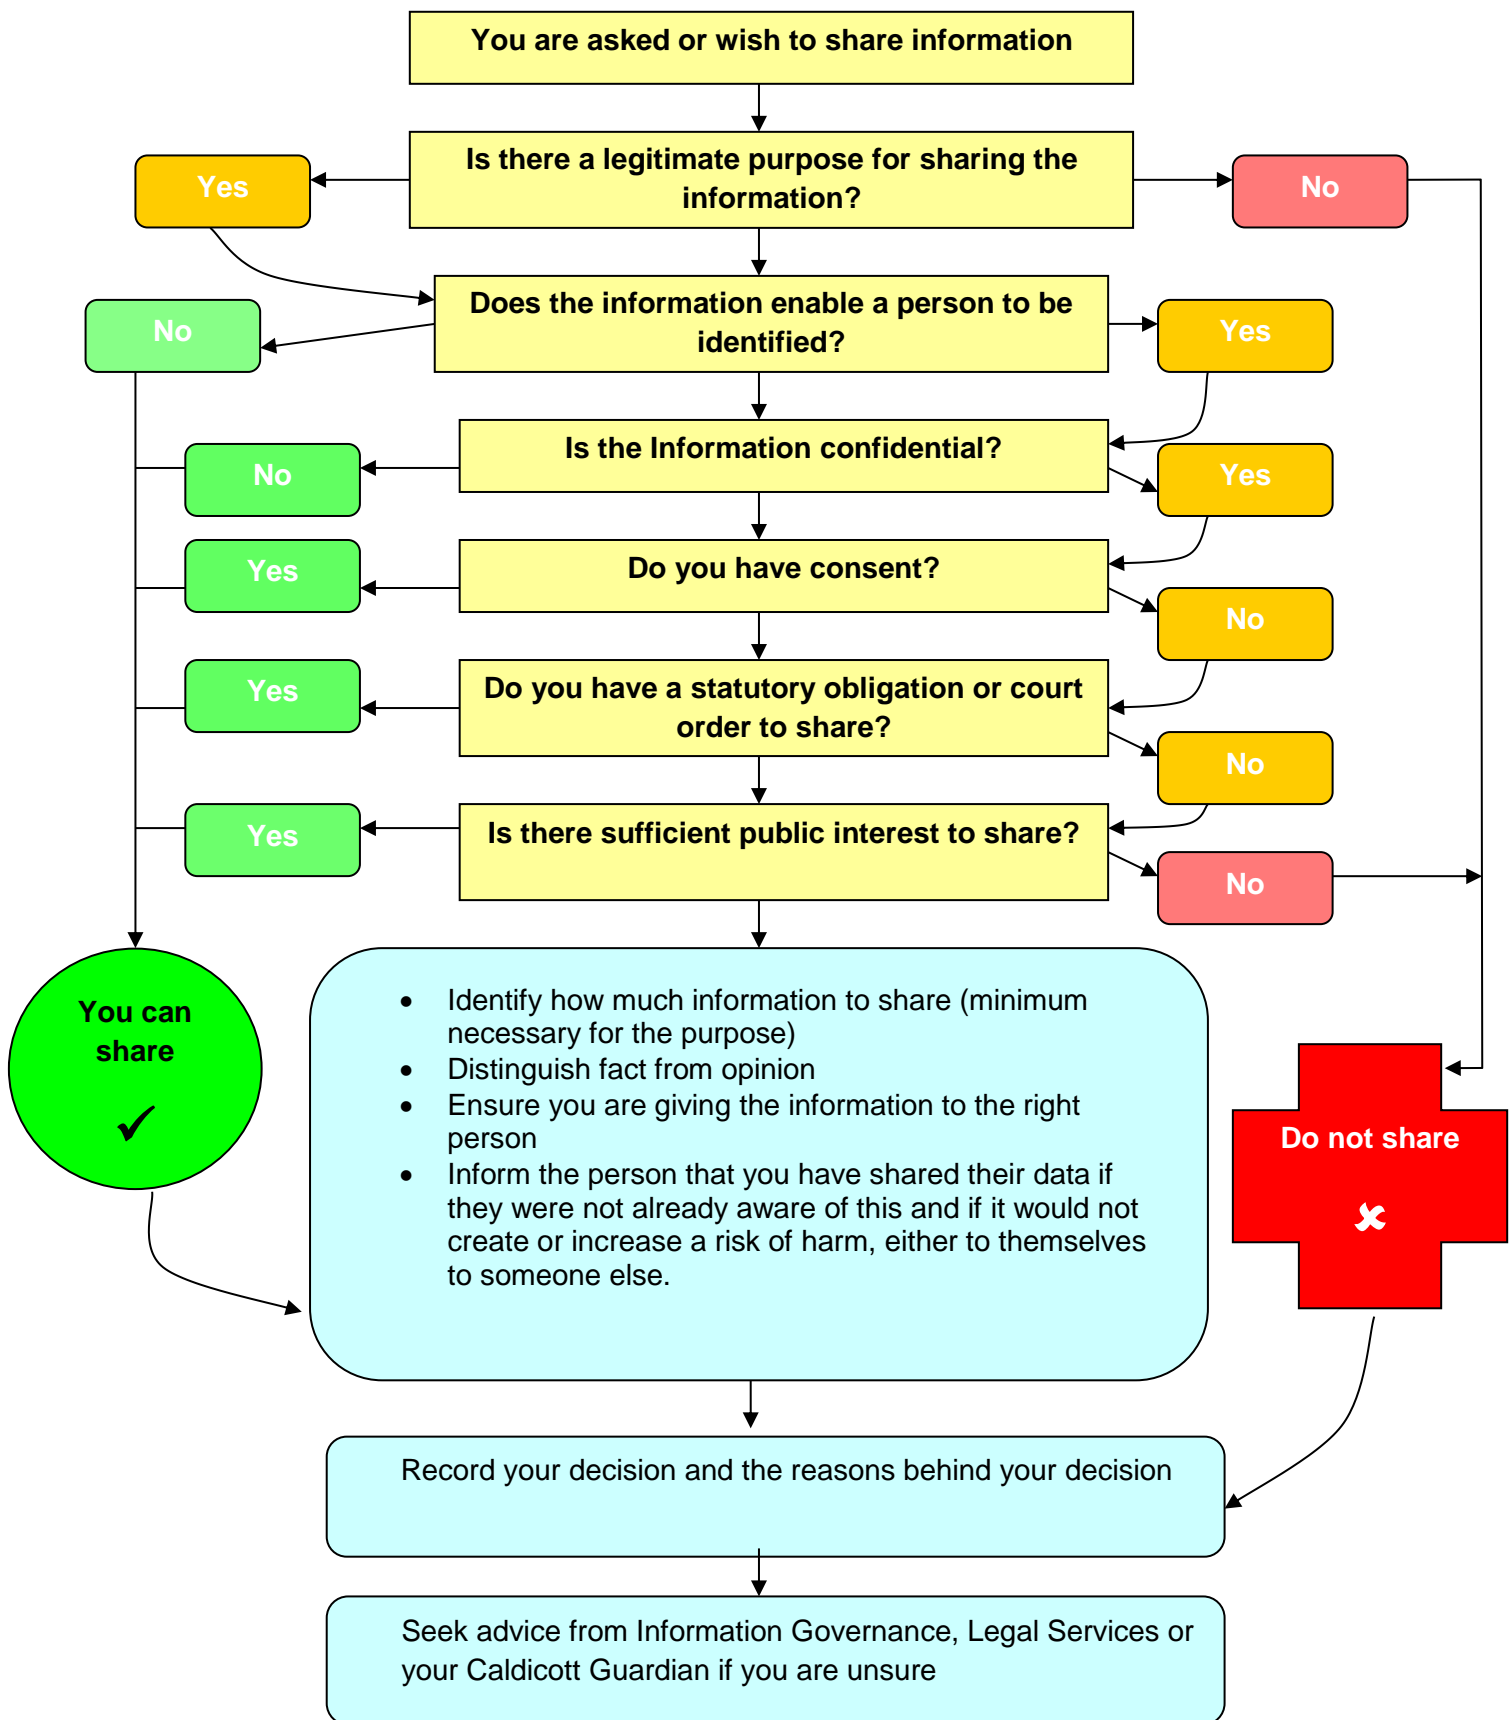 You are asked or wish to share information
Is there a legitimate purpose for sharing the
information?
Yes
No
Does the information enable a person to be
identified?
No
Yes
Is the Information confidential?
No
Yes
Do you have consent?
Yes
No
Do you have a statutory obligation or court
order to share?
Yes
No
Is there sufficient public interest to share?
Yes
No
You can
share
✓
• Identify how much information to share (minimum
necessary for the purpose)
• Distinguish fact from opinion
• Ensure you are giving the information to the right
person
• Inform the person that you have shared their data if
they were not already aware of this and if it would not
create or increase a risk of harm, either to themselves
to someone else.
Do not share
✘
Record your decision and the reasons behind your decision
Seek advice from Information Governance, Legal Services or
your Caldicott Guardian if you are unsure